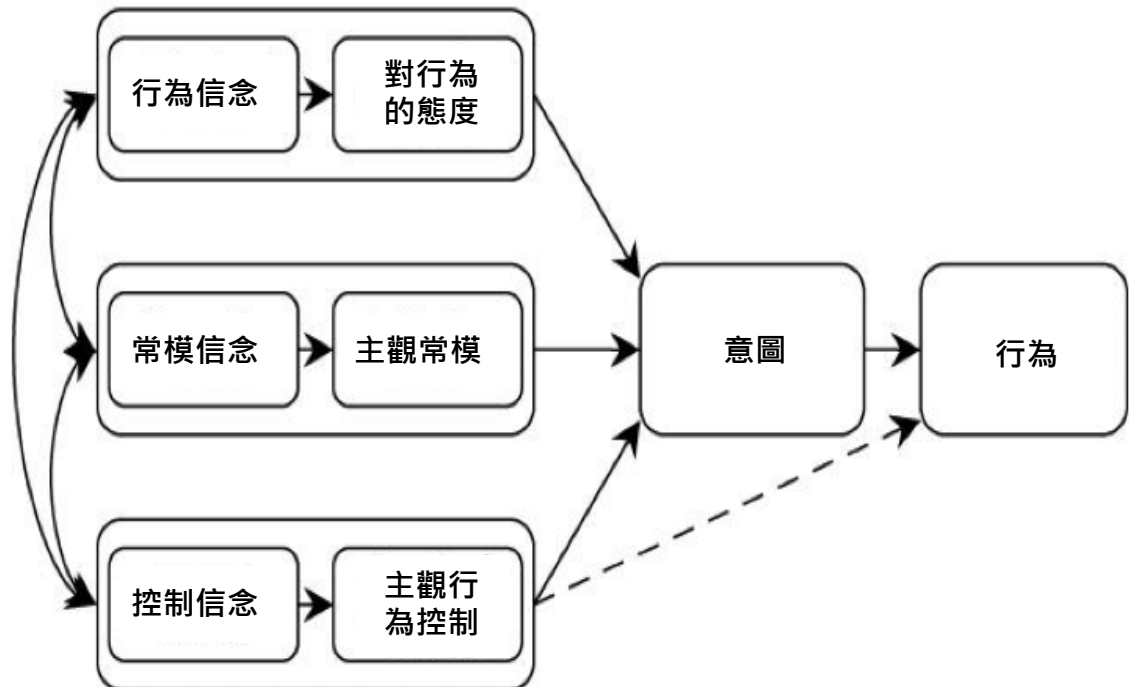 行為信念
對行為
的態度
常模信念
主觀常模
意圖
行為
控制信念
主觀行
為控制